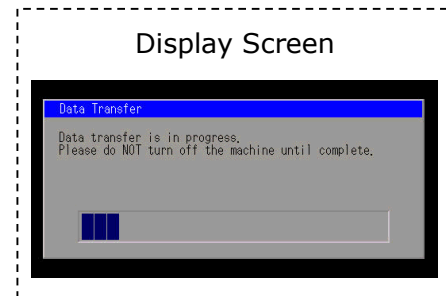 Display Screen
Data Transfer
Data transfer is in progress.
Please do NOT turn off the machine until complete.